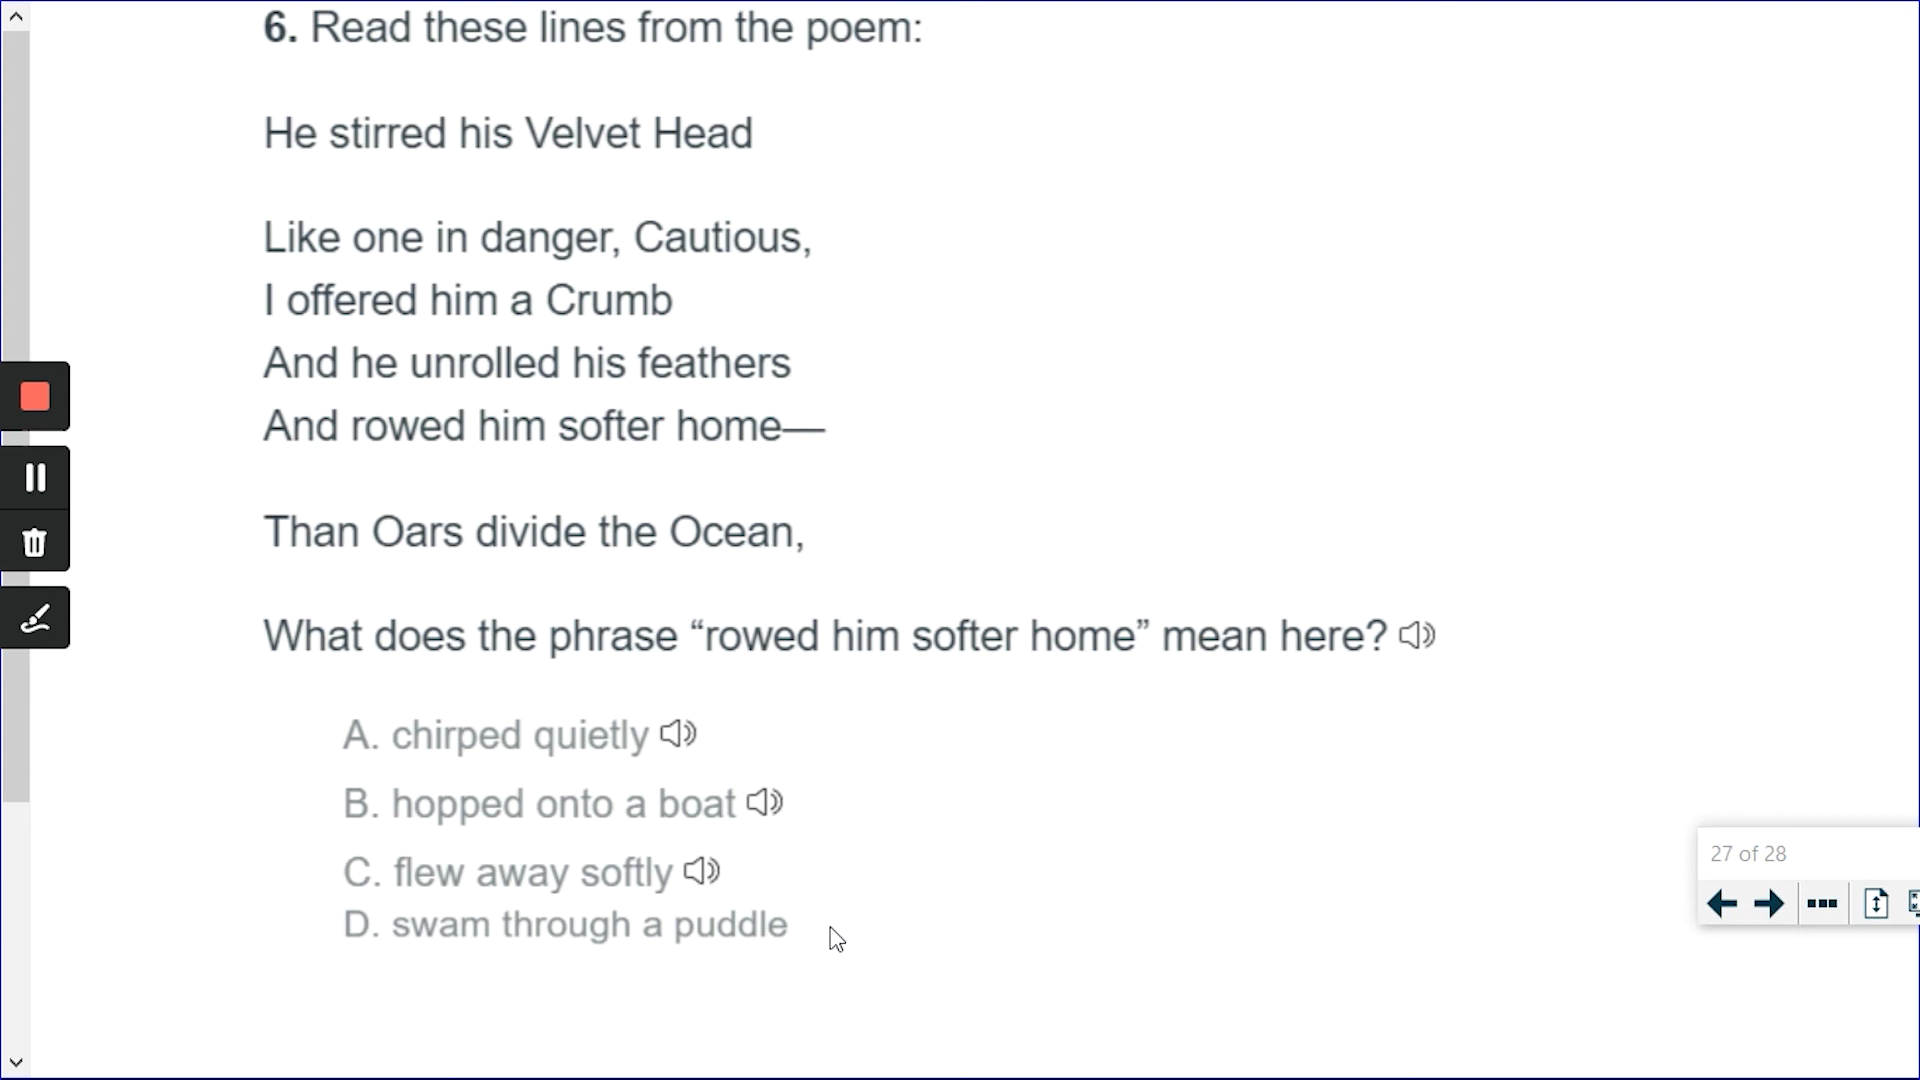 6. Read these lines from the poem:
He stirred his Velvet Head
Like one in danger, Cautious,
I offered him a Crumb
And he unrolled his feathers
And rowed him softer home—
Than Oars divide the Ocean,
What does the phrase “rowed him softer home” mean here?
A. chirped quietly
B. hopped onto a boat
C. flew away softly
D. swam through a puddle
27 of 28